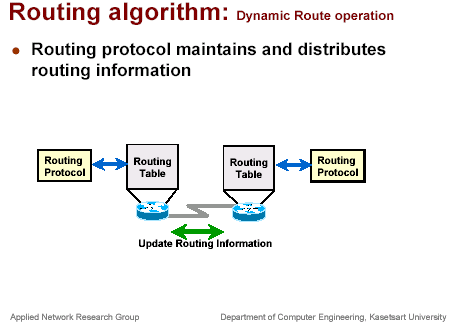 Routing algorithm: Dynamic Route operation
Routing protocol maintains and distributes
routing information
Routing
Protocol
Routing
Table
Routing
Table
Routing
Protocol
Update Routing Information
Applied Network Research Group
Department of Computer Engineering, Kasetsart University